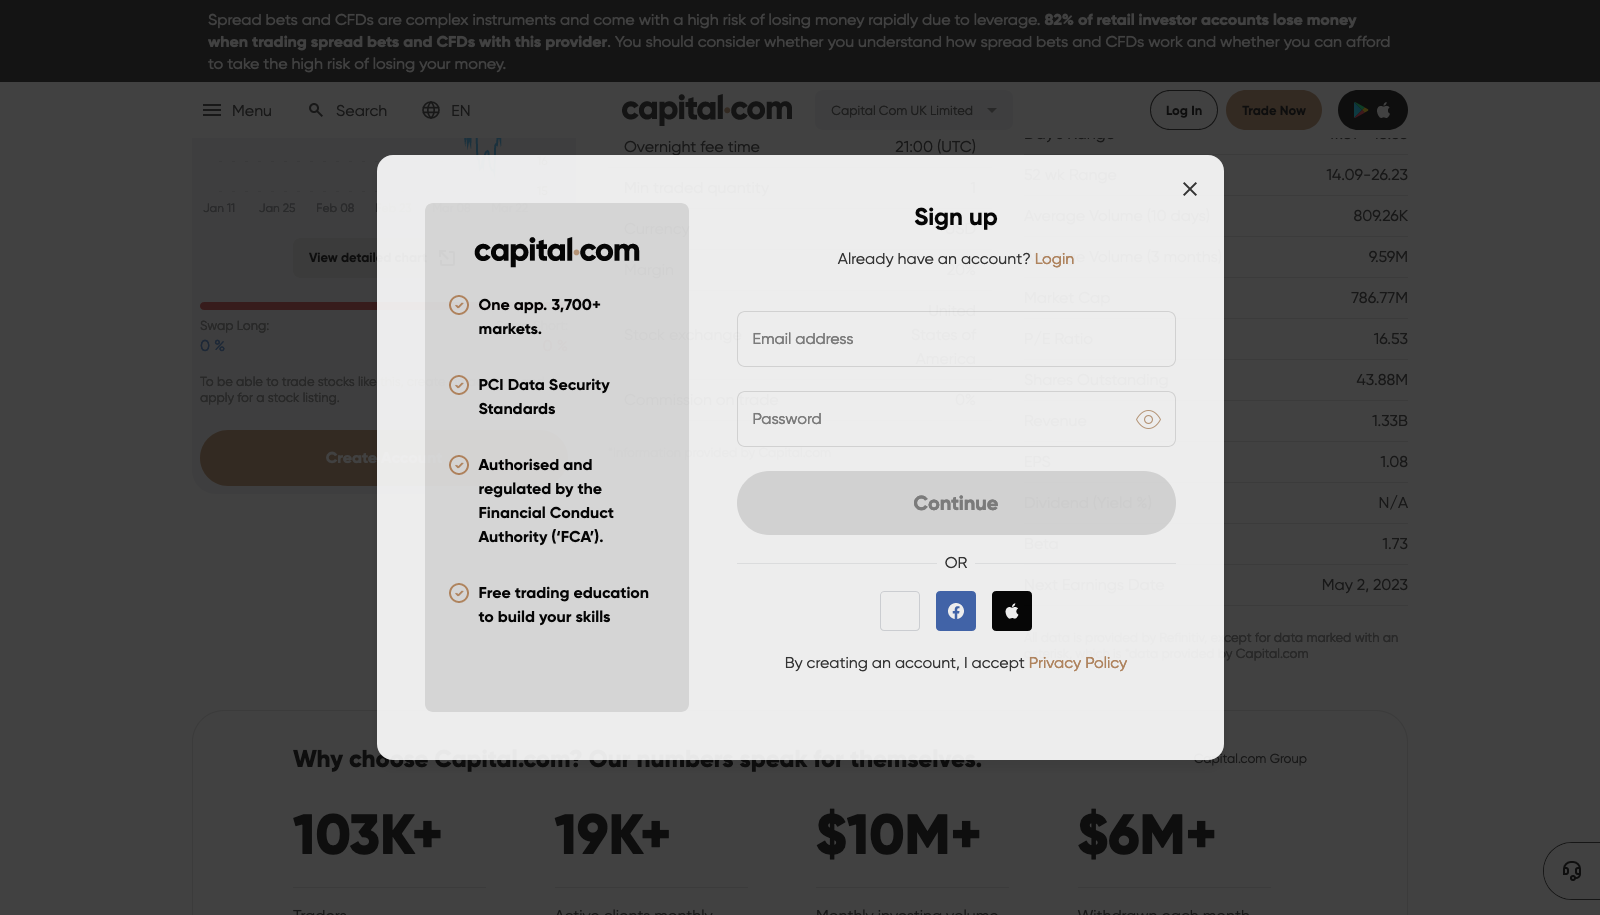 Spread bets and CFDs are complex instruments and come with a high risk of losing money rapidly due to leverage. 82% of retail investor accounts lose money
when trading spread bets and CFDs with this provider. You should consider whether you understand how spread bets and CFDs work and whether you can afford
to take the high risk of losing your money.
Menu
Search
EN
capital.com
Capital Com UK Limited
Log In
Trade Now
Overnight fee time 21:00 (UTC)
Jan 11 Jan 25 Feb 08
View detailed
Swap Long:
0 %
To be able to trade stocks like
apply for a stock listing.
Create
capital.com
One app. 3,700+
markets.
PCI Data Security
Standards
Authorised and
regulated by the
Financial Conduct
Authority (‘FCA’).
Free trading education
to build your skills
Sign up
Already have an account? Login
Email address
Password
Continue
OR
By creating an account, I accept Privacy Policy
14.09-26.23
809.26K
9.59M
786.77M
16.53
43.88M
1.33B
1.08
N/A
1.73
Next Earnings Date May 2, 2023
except for data marked with an
by Capital.com
Why choose Capital.com? Our numbers speak for themselves.
Capital.com Group
103K+
19K+
$10M+
$6M+
Traders
Active clients monthly
Monthly investing volume
Withdrawn each month